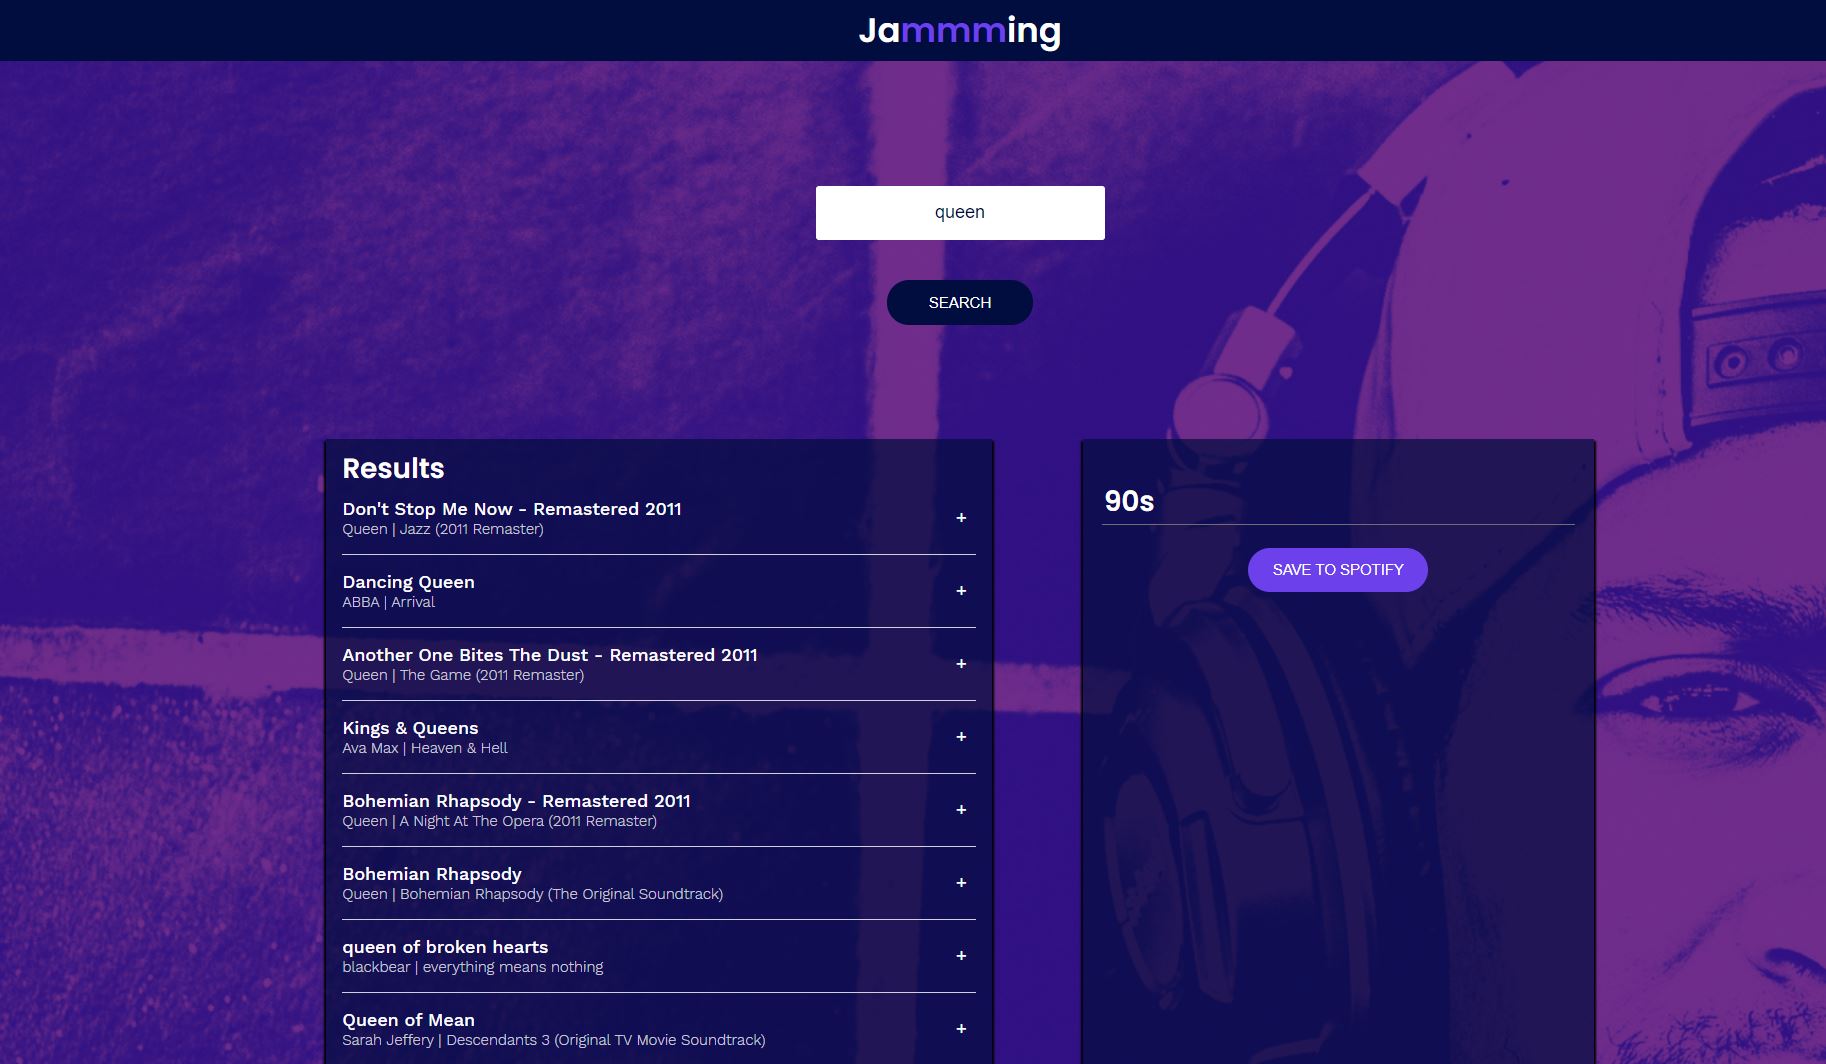 Jammming
queen
SEARCH
Results
Don't Stop Me Now - Remastered 2011
Queen | Jazz (2011 Remaster)
+
Dancing Queen
ABBA | Arrival
+
Another One Bites The Dust - Remastered 2011
Queen | The Game (2011 Remaster)
+
Kings & Queens
Ava Max | Heaven & Hell
+
Bohemian Rhapsody - Remastered 2011
Queen | A Night At The Opera (2011 Remaster)
+
Bohemian Rhapsody
Queen | Bohemian Rhapsody (The Original Soundtrack)
+
queen of broken hearts
blackbear | everything means nothing
+
Queen of Mean
Sarah Jeffery | Descendants 3 (Original TV Movie Soundtrack)
+
90s
SAVE TO SPOTIFY